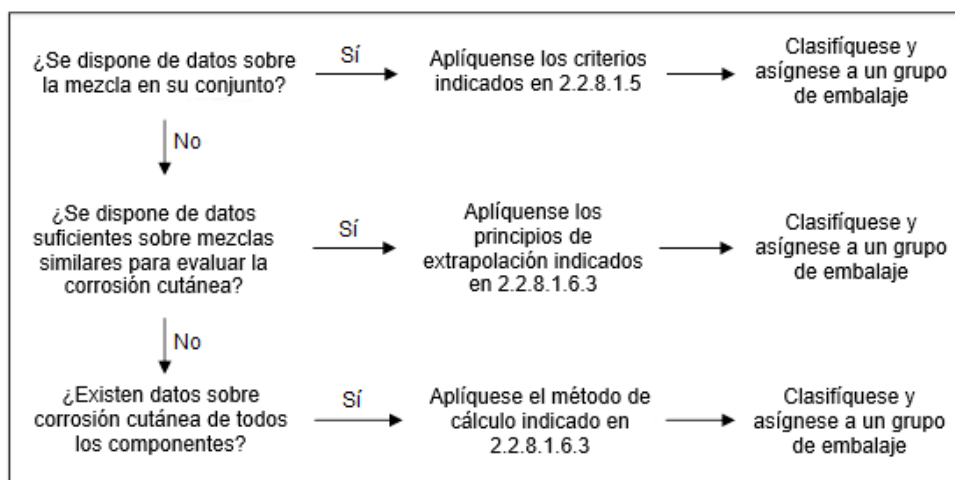 ¿Se dispone de datos sobre
la mezcla en su conjunto?
Sí
Aplíquense los criterios
indicados en 2.2.8.1.5
Clasifíquese y
asígnese a un grupo
de embalaje
No
¿Se dispone de datos
suficientes sobre mezclas
similares para evaluar la
corrosión cutánea?
Sí
Aplíquense los
principios de
extrapolación indicados
en 2.2.8.1.6.3
Clasifíquese y
asígnese a un grupo
de embalaje
No
¿Existen datos sobre
corrosión cutánea de todos
los componentes?
Sí
Aplíquese el método de
cálculo indicado en
2.2.8.1.6.3
Clasifíquese y
asígnese a un grupo
de embalaje